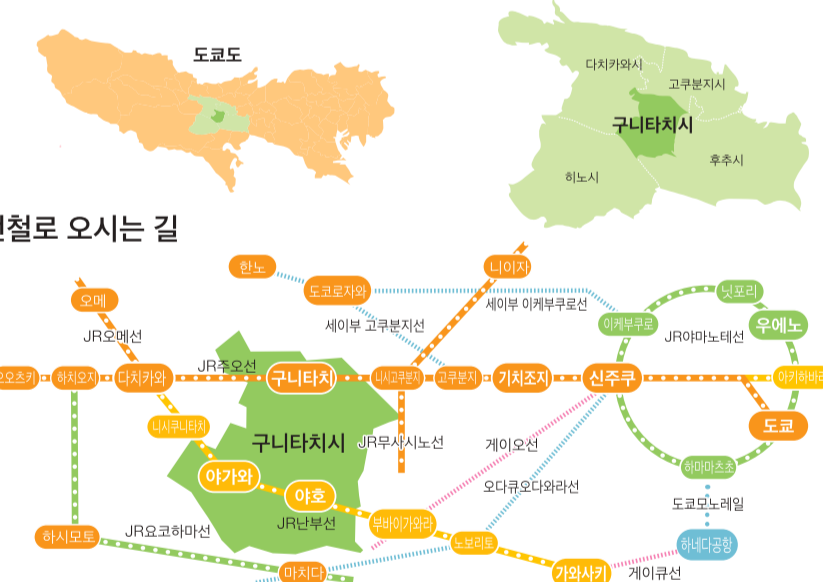 도쿄도
다치카와시
고쿠분지시
구니타치시
후추시
히노시
전철로 오시는 길
한노
니이자
오메
도코로자와
닛포리
세이부 이케부쿠로선
이케부쿠로
우에노
JR오메선
세이부 고쿠분지선
JR야마노테선
JR주오선
오오츠키
하치오지
다치카와
구니타치
니시고쿠분지
고쿠분지
기치조지
신주쿠
아키하바라
니시쿠니타치
도쿄
구니타치시
JR무사시노선
게이오선
야가와
하마마츠초
오다큐오다와라선
야호
도쿄모노레일
JR난부선
부바이가와라
하시모토
JR요코하마선
노보리토
하네다공항
마치다
가와사키
게이큐선